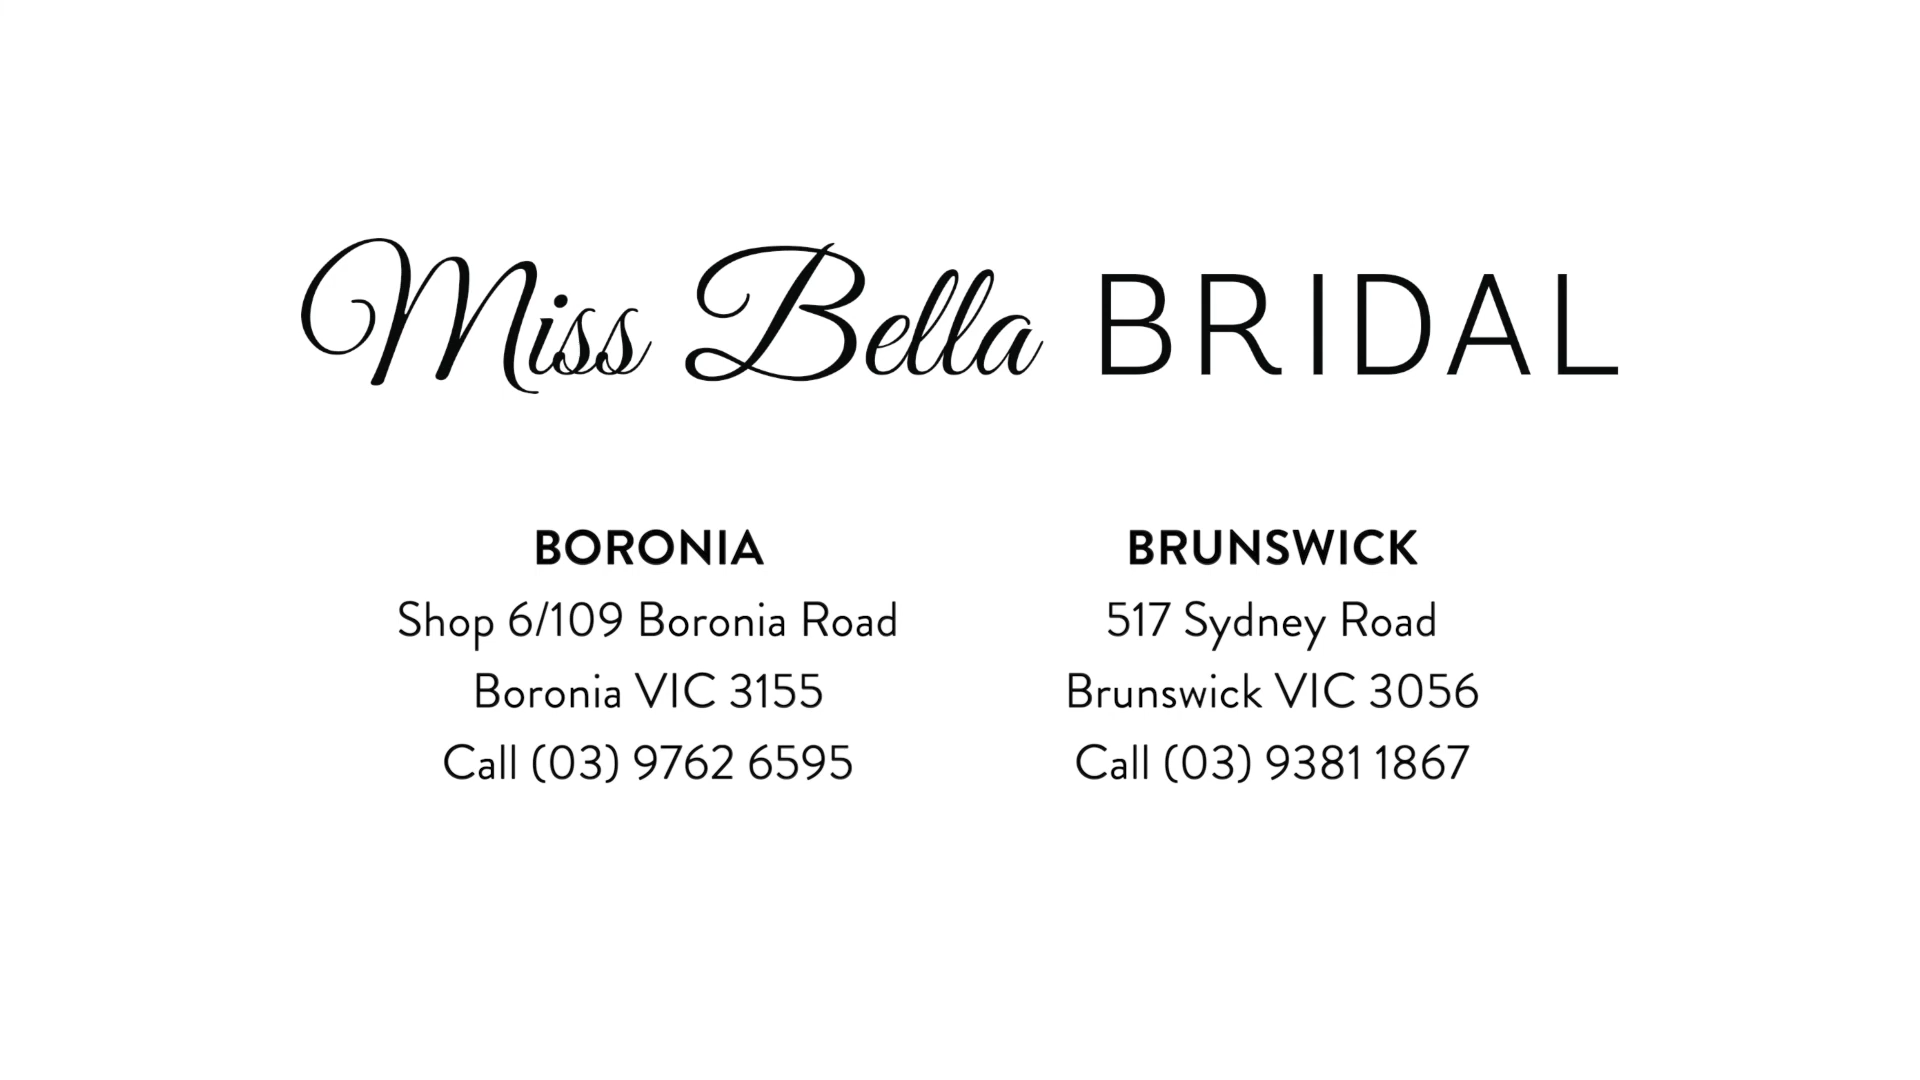 Miss Bella BRIDAL
BORONIA
Shop 6/109 Boronia Road
Boronia VIC 3155
Call (03) 9762 6595
BRUNSWICK
517 Sydney Road
Brunswick VIC 3056
Call (03) 9381 1867